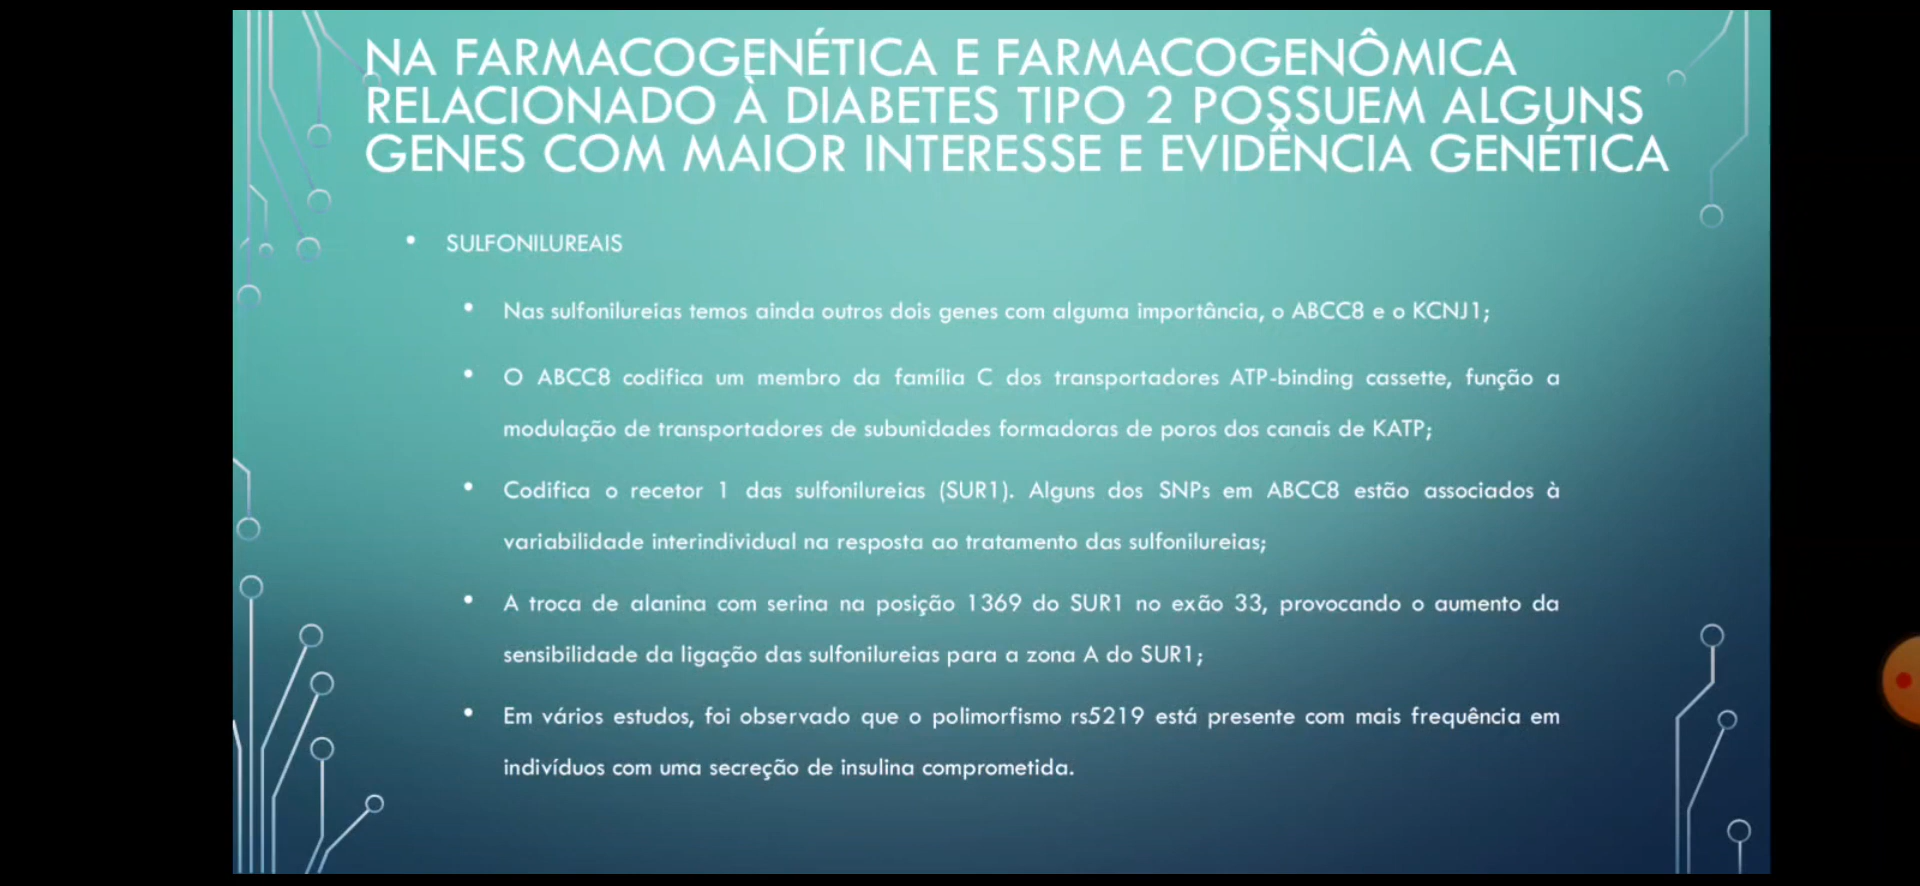 NA FARMACOGENÉTICA E FARMACOGENÔMICA
RELACIONADO À DIABETES TIPO 2 POSSUEM ALGUNS
GENES COM MAIOR INTERESSE E EVIDÊNCIA GENÉTICA
• SULFONILUREAIS
• Nas sulfonilureias temos ainda outros dois genes com alguma importância, o ABCC8 e o KCNJ1;
• O ABCC8 codifica um membro da família C dos transportadores ATP-binding cassette, função a
modulação de transportadores de subunidades formadoras de poros dos canais de KATP;
• Codifica o recetor 1 das sulfonilureias (SUR1). Alguns dos SNPs em ABCC8 estão associados à
variabilidade interindividual na resposta ao tratamento das sulfonilureias;
• A troca de alanina com serina na posição 1369 do SUR1 no exão 33, provocando o aumento da
sensibilidade da ligação das sulfonilureias para a zona A do SUR1;
• Em vários estudos, foi observado que o polimorfismo rs5219 está presente com mais frequência em
indivíduos com uma secreção de insulina comprometida.